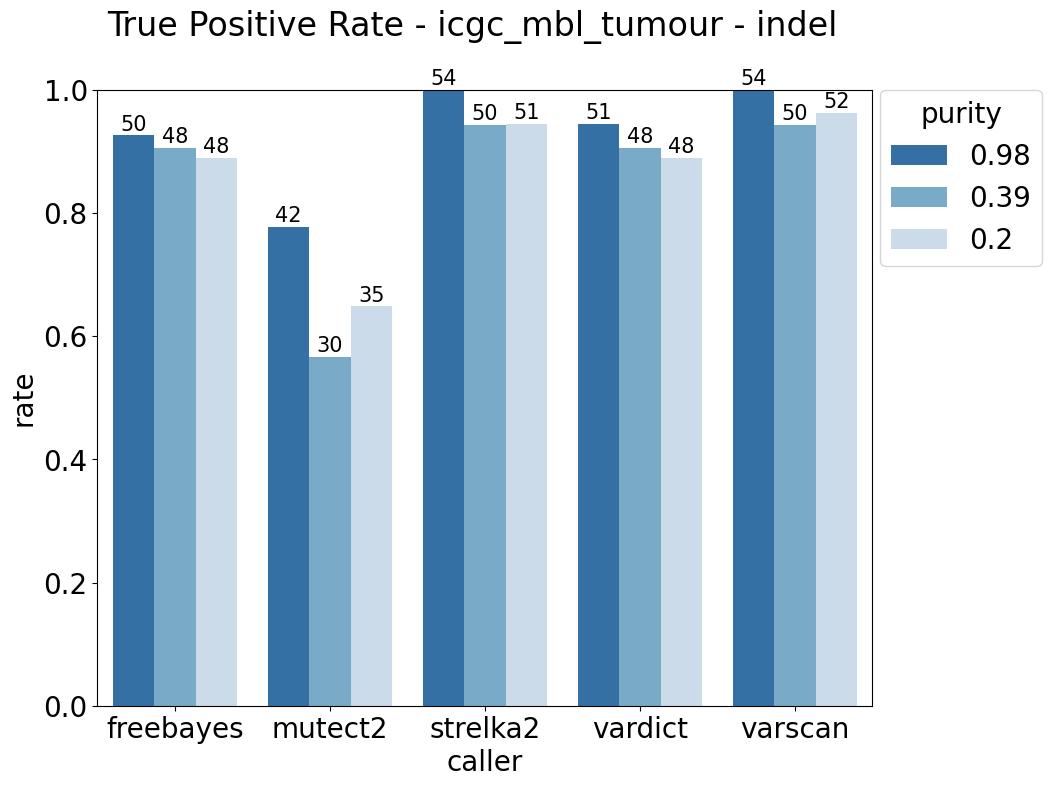 True Positive Rate - icgc_mbl_tumour - indel
rate
1.0
0.8
0.6
0.4
0.2
0.0
50 48 48
42 30 35
54 50 51
51 48 48
54 50 52
freebayes mutect2 strelka2 vardict varscan
caller
purity
0.98
0.39
0.2